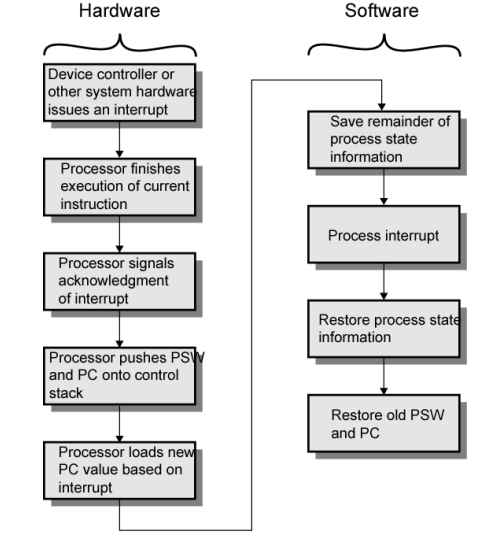 Hardware
Device controller or
other system hardware
issues an interrupt
Processor finishes
execution of current
instruction
Processor signals
acknowledgment
of interrupt
Processor pushes PSW
and PC onto control
stack
Processor loads new
PC value based on
interrupt
Software
Save remainder of
process state
information
Process interrupt
Restore process state
information
Restore old PSW
and PC